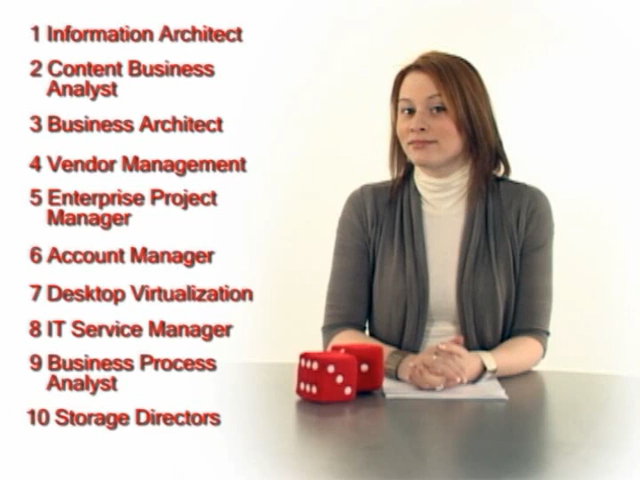 1 Information Architect
2 Content Business
Analyst
3 Business Architect
4 Vendor Management
5 Enterprise Project
Manager
6 Account Manager
7 Desktop Virtualization
8 IT Service Manager
9 Business Process
Analyst
10 Storage Directors